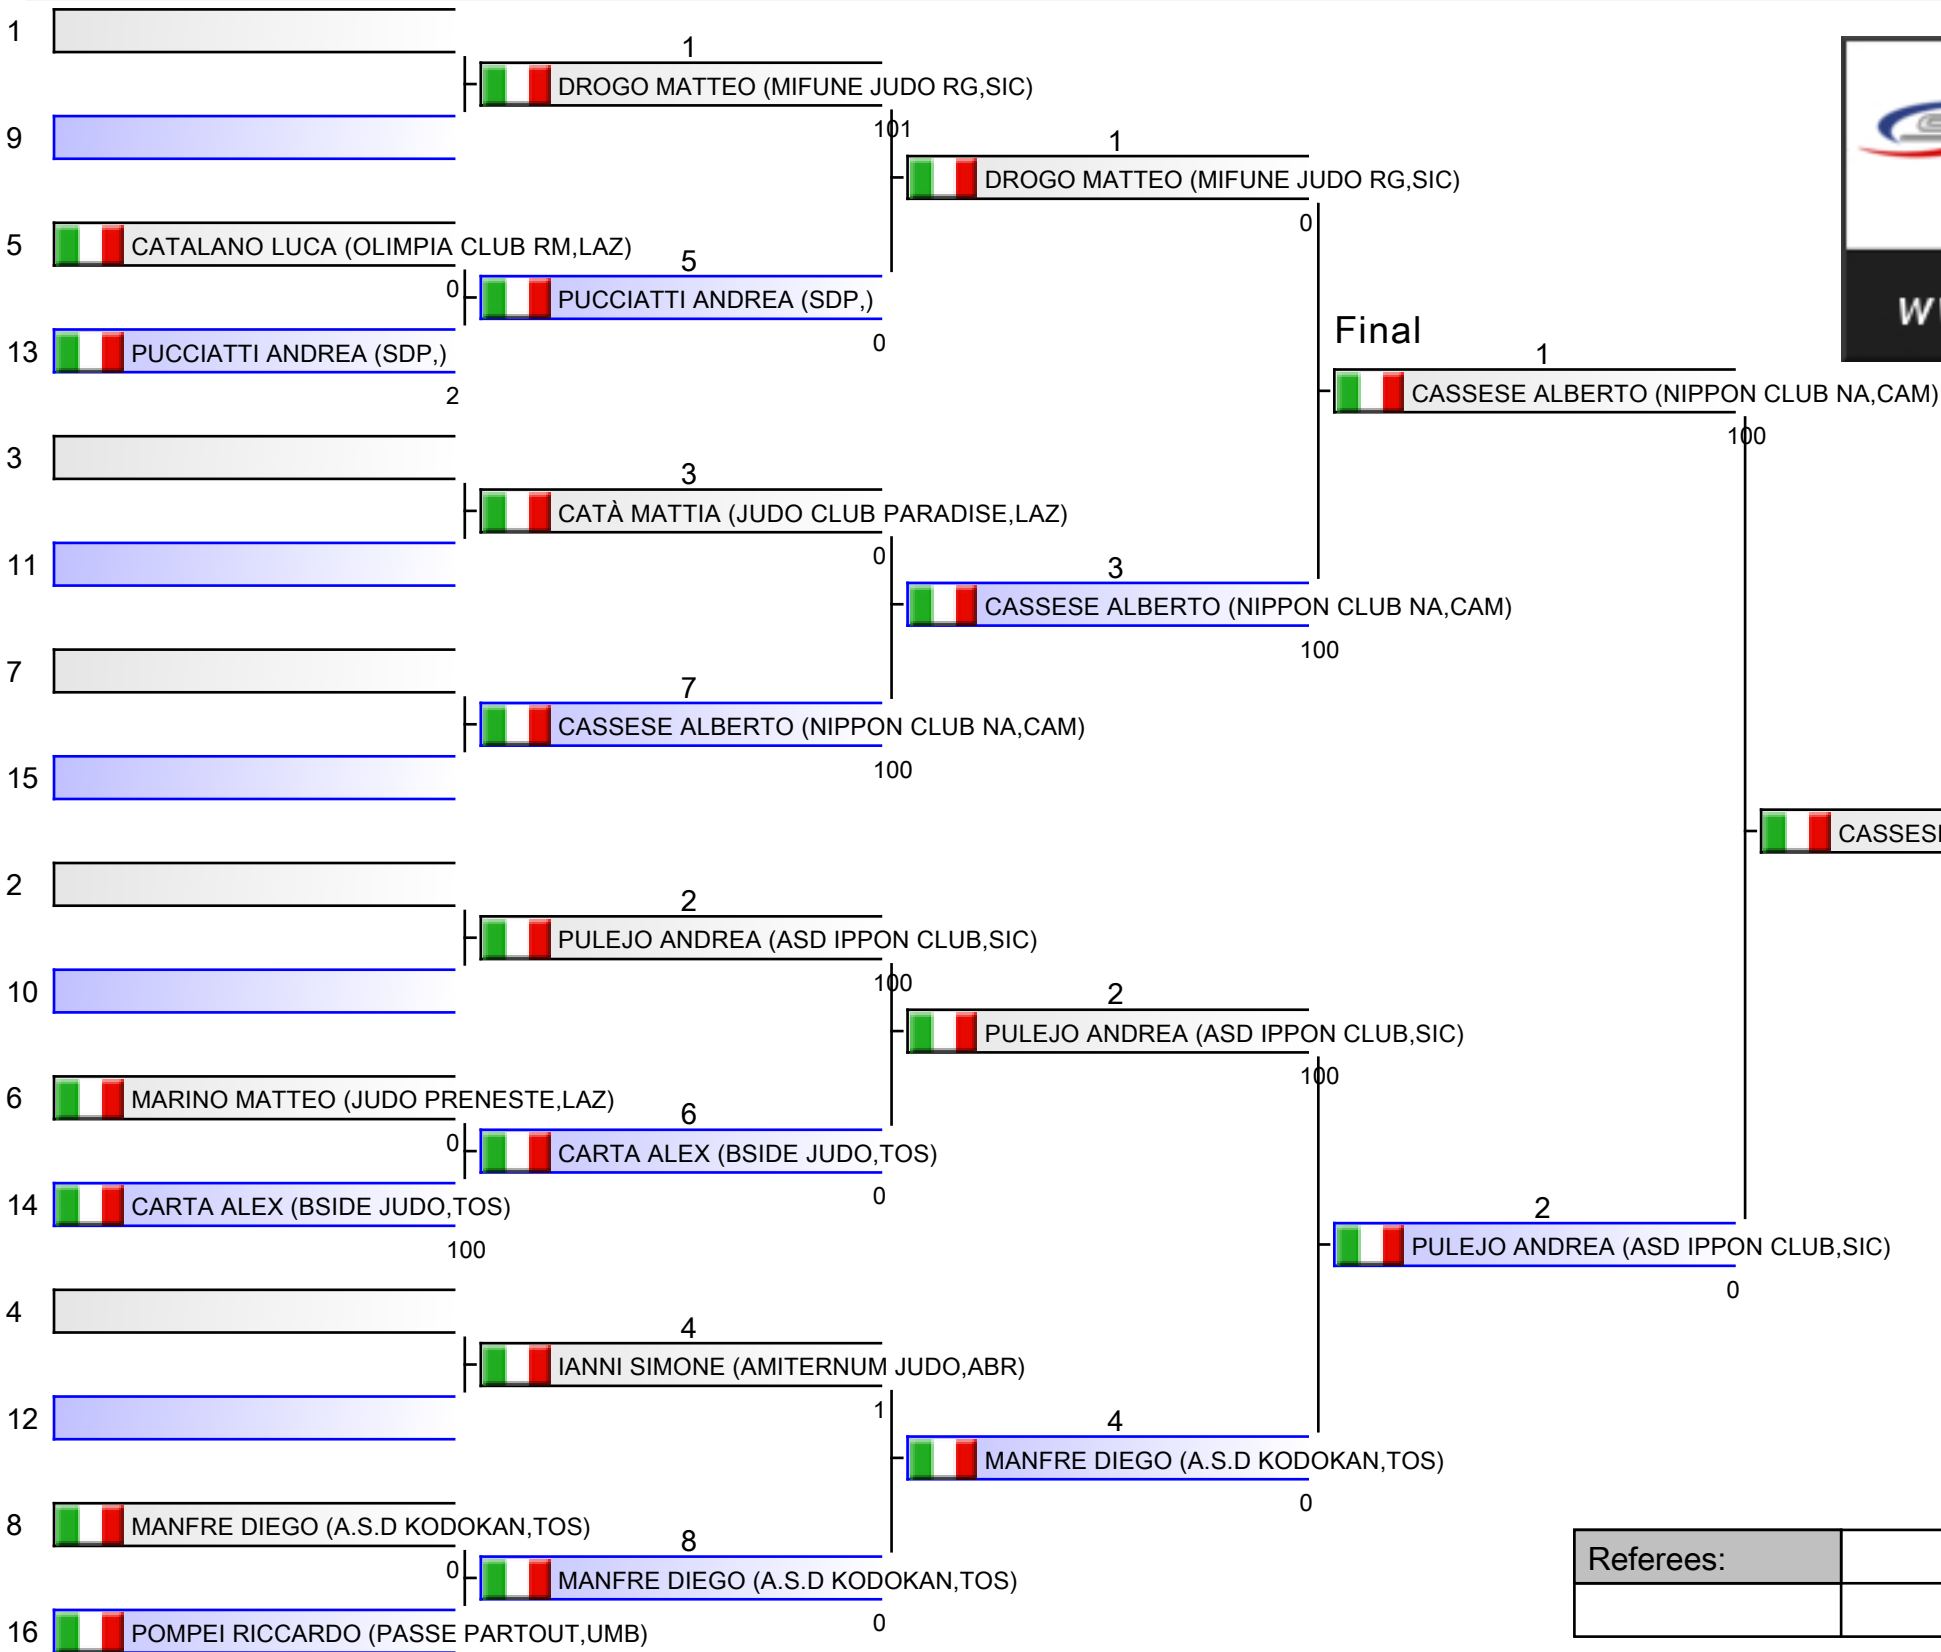 1
1
DROGO MATTEO (MIFUNE JUDO RG,SIC)
9
101
1
DROGO MATTEO (MIFUNE JUDO RG,SIC)
0
5
CATALANO LUCA (OLIMPIA CLUB RM,LAZ)
0
5
PUCCIATTI ANDREA (SDP,)
0
13
PUCCIATTI ANDREA (SDP,)
2
Final
1
CASSESE ALBERTO (NIPPON CLUB NA,CAM)
100
3
3
CATÀ MATTIA (JUDO CLUB PARADISE,LAZ)
0
11
3
CASSESE ALBERTO (NIPPON CLUB NA,CAM)
100
7
7
CASSESE ALBERTO (NIPPON CLUB NA,CAM)
100
15
2
2
PULEJO ANDREA (ASD IPPON CLUB,SIC)
100
10
2
PULEJO ANDREA (ASD IPPON CLUB,SIC)
100
6
MARINO MATTEO (JUDO PRENESTE,LAZ)
0
6
CARTA ALEX (BSIDE JUDO,TOS)
0
14
CARTA ALEX (BSIDE JUDO,TOS)
100
2
PULEJO ANDREA (ASD IPPON CLUB,SIC)
0
4
4
IANNI SIMONE (AMITERNUM JUDO,ABR)
1
12
4
MANFRE DIEGO (A.S.D KODOKAN,TOS)
0
8
MANFRE DIEGO (A.S.D KODOKAN,TOS)
0
8
MANFRE DIEGO (A.S.D KODOKAN,TOS)
0
16
POMPEI RICCARDO (PASSE PARTOUT,UMB)
Referees: